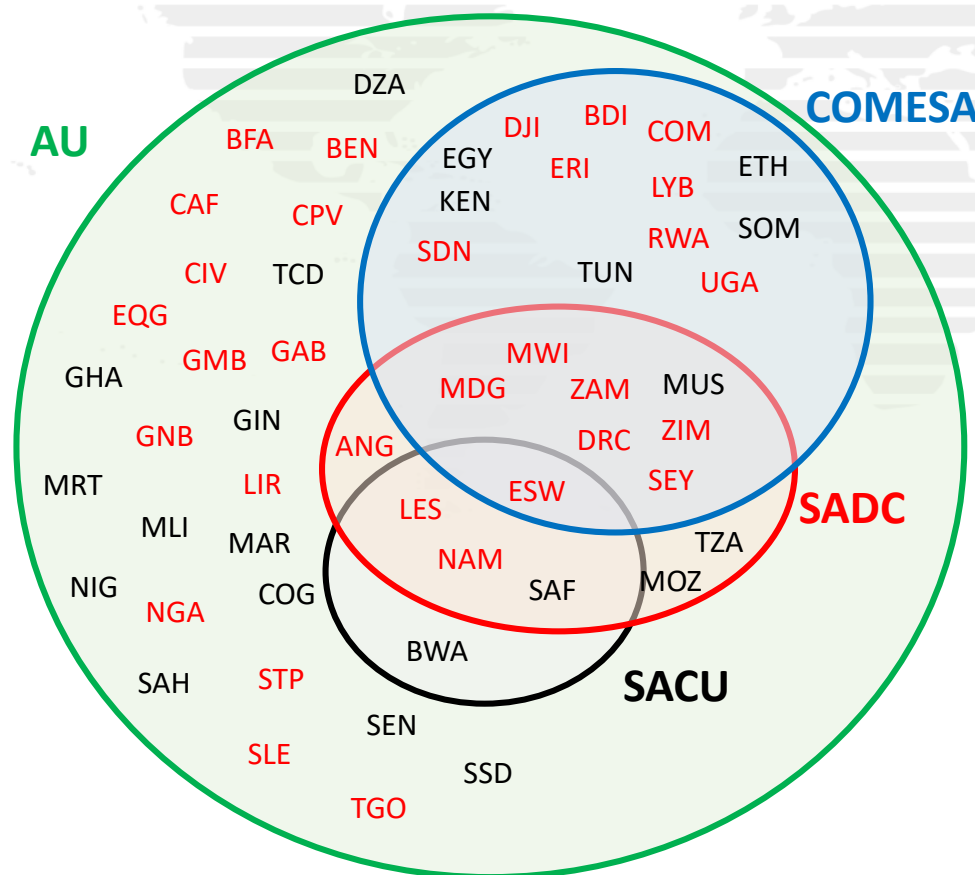 DZA
AU
COMESA
BFA
BEN
DJI
BDI
COM
EGY
ERI
ETH
KEN
LYB
CAF
CPV
SDN
RWA
SOM
CIV
TCD
TUN
UGA
EQG
GMB
GAB
MWI
GHA
MDG
ZAM
MUS
GNB
GIN
ANG
DRC
ZIM
MRT
LIR
LES
ESW
SEY
SADC
MLI
MAR
NAM
TZA
NIG
NGA
COG
SAF
MOZ
BWA
SAH
STP
SACU
SEN
SLE
SSD
TGO